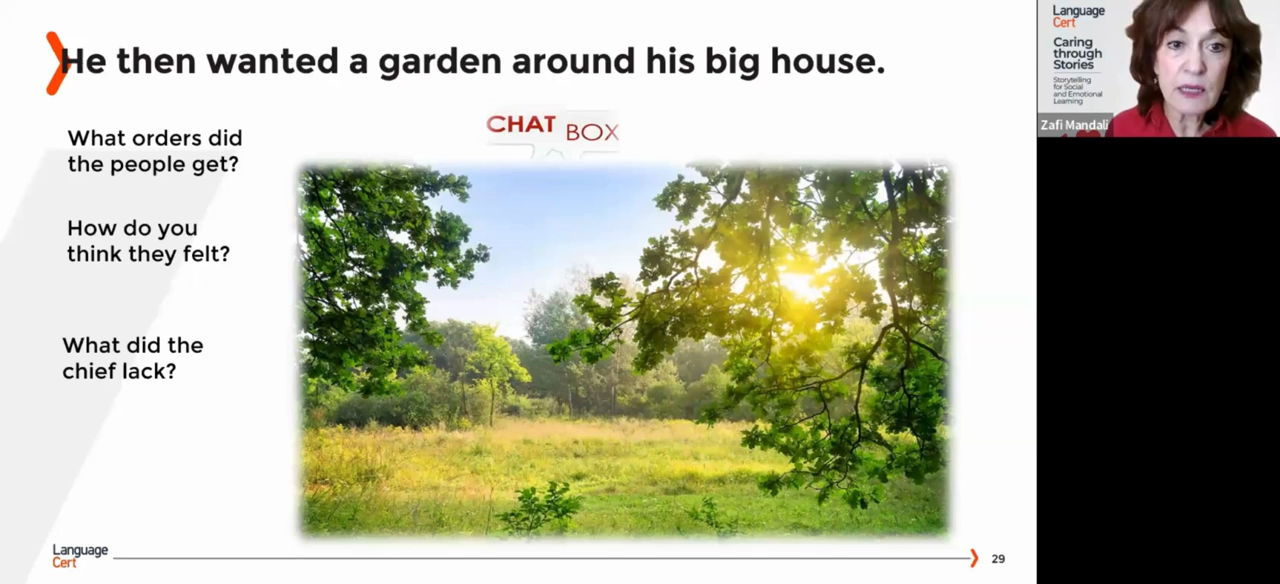 He then wanted a garden around his big house.
CHAT BOX
What orders did
the people get?
How do you
think they felt?
What did the
chief lack?
Language
Cert
29
Language
Cert
Caring
through
Stories
Storytelling
for Social
and Emotional
Learning
Zafi Mandali